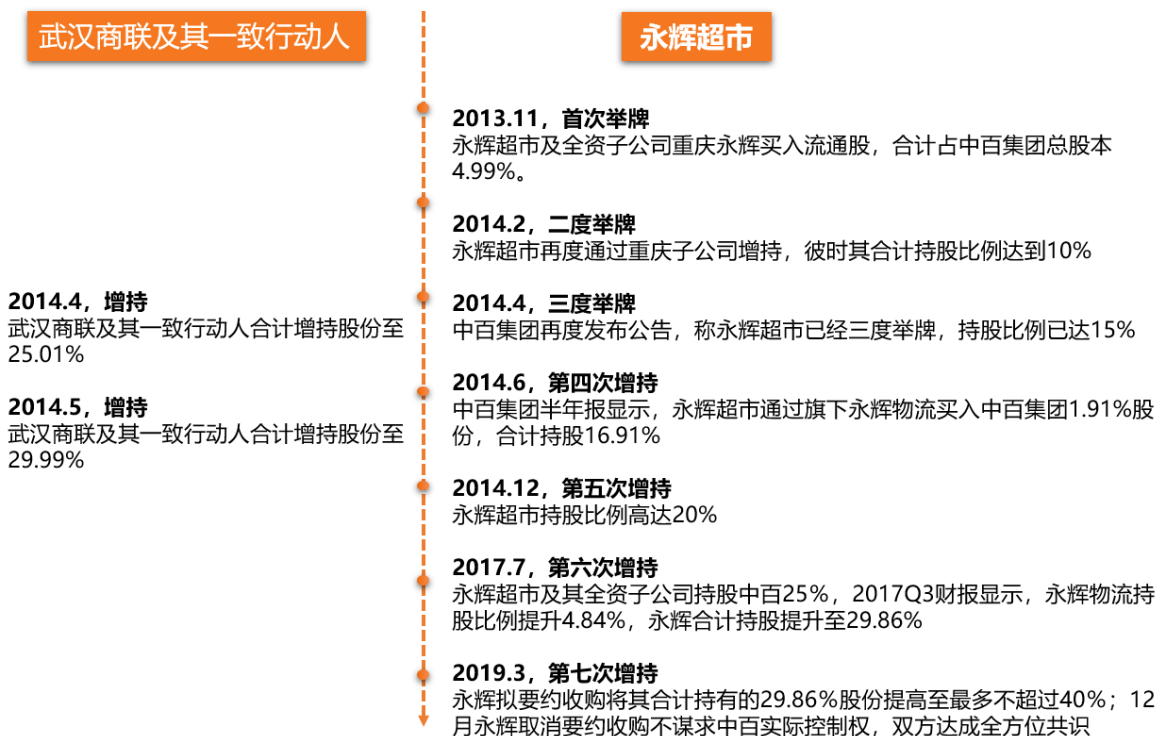 武汉商联及其一致行动人
永辉超市
2013.11，首次举牌
永辉超市及全资子公司重庆永辉买入流通股，合计占中百集团总股本
4.99%。
2014.2，二度举牌
永辉超市再度通过重庆子公司增持，彼时其合计持股比例达到10%
2014.4，增持
武汉商联及其一致行动人合计增持股份至
25.01%
2014.5，增持
武汉商联及其一致行动人合计增持股份至
29.99%
2014.4，三度举牌
中百集团再度发布公告，称永辉超市已经三度举牌，持股比例已达15%
2014.6，第四次增持
中百集团半年报显示，永辉超市通过旗下永辉物流买入中百集团1.91%股
份，合计持股16.91%
2014.12，第五次增持
永辉超市持股比例高达20%
2017.7，第六次增持
永辉超市及其全资子公司持股中百25%，2017Q3财报显示，永辉物流持
股比例提升4.84%，永辉合计持股提升至29.86%
2019.3，第七次增持
永辉拟要约收购将其合计持有的29.86%股份提高至最多不超过40%；12
月永辉取消要约收购不谋求中百实际控制权，双方达成全方位共识